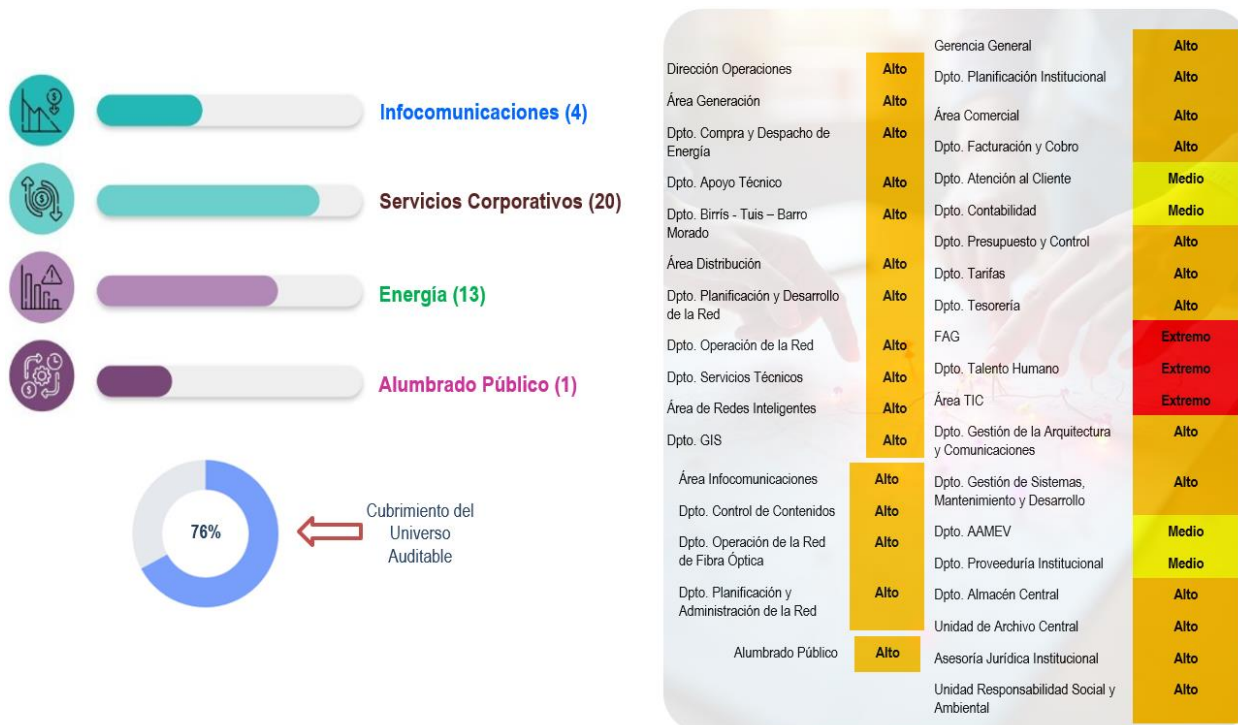 Infocomunicaciones (4)
Servicios Corporativos (20)
Energía (13)
Alumbrado Público (1)
76%
Cubrimiento del
Universo
Auditable
Dirección Operaciones Alto
Área Generación Alto
Dpto. Compra y Despacho de Alto
Energía
Dpto. Apoyo Técnico Alto
Dpto. Birrís - Tuis – Barro Alto
Morado
Área Distribución Alto
Dpto. Planificación y Desarrollo Alto
de la Red
Dpto. Operación de la Red Alto
Dpto. Servicios Técnicos Alto
Área de Redes Inteligentes Alto
Dpto. GIS Alto
Área Infocomunicaciones Alto
Dpto. Control de Contenidos Alto
Dpto. Operación de la Red Alto
de Fibra Óptica
Dpto. Planificación y Alto
Administración de la Red
Alumbrado Público Alto
Gerencia General Alto
Dpto. Planificación Institucional Alto
Área Comercial Alto
Dpto. Facturación y Cobro Alto
Dpto. Atención al Cliente Medio
Dpto. Contabilidad Medio
Dpto. Presupuesto y Control Alto
Dpto. Tarifas Alto
Dpto. Tesorería Alto
FAG Extremo
Dpto. Talento Humano Extremo
Área TIC Extremo
Dpto. Gestión de la Arquitectura Alto
y Comunicaciones
Dpto. Gestión de Sistemas, Alto
Mantenimiento y Desarrollo
Dpto. AAMEV Medio
Dpto. Proveeduría Institucional Medio
Dpto. Almacén Central Alto
Unidad de Archivo Central Alto
Asesoría Jurídica Institucional Alto
Unidad Responsabilidad Social y Alto
Ambiental